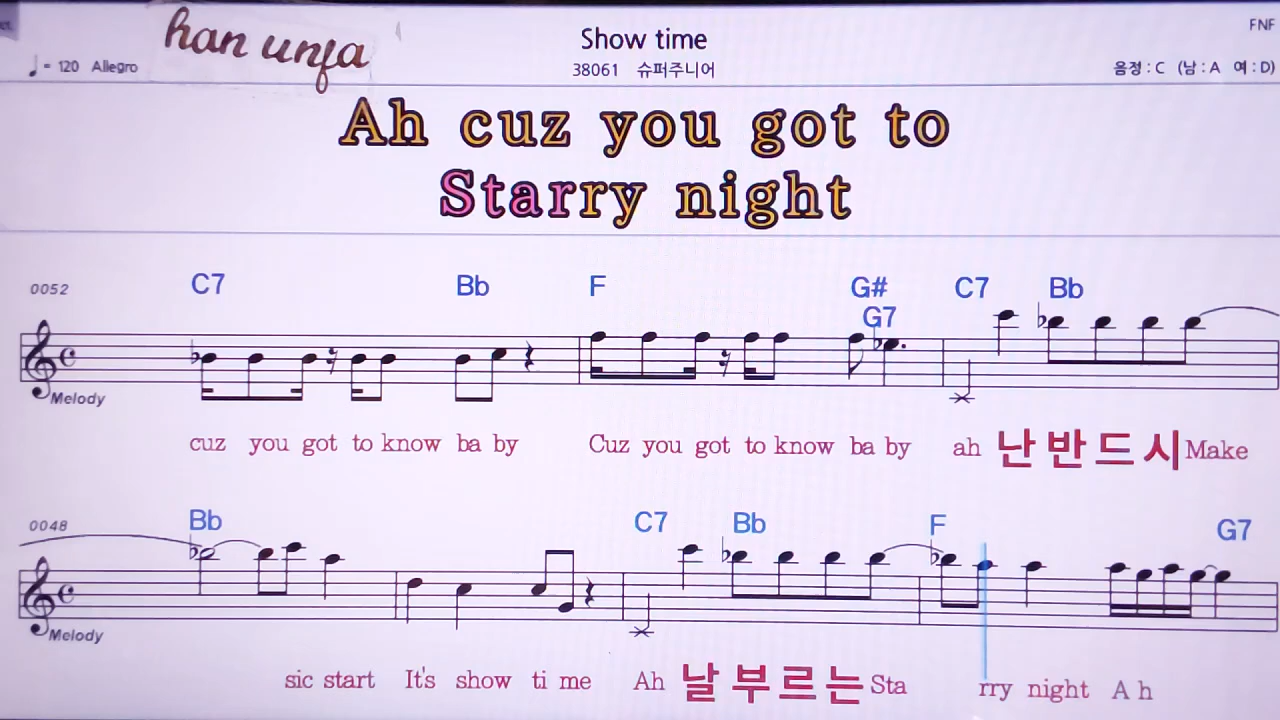 han unfa
Show time
FNF
♩= 120 Allegro
38061 슈퍼주니어
음정 : C (남 : A 여 : D)
Ah cuz you got to
Starry night
0052
C7 Bb F G# G7 C7 Bb
Melody
cuz you got to know ba by Cuz you got to know ba by ah 난 반 드 시 Make
0048
Bb C7 Bb F G7
Melody
sic start It's show ti me Ah 날 부 르 는 Sta rry night A h